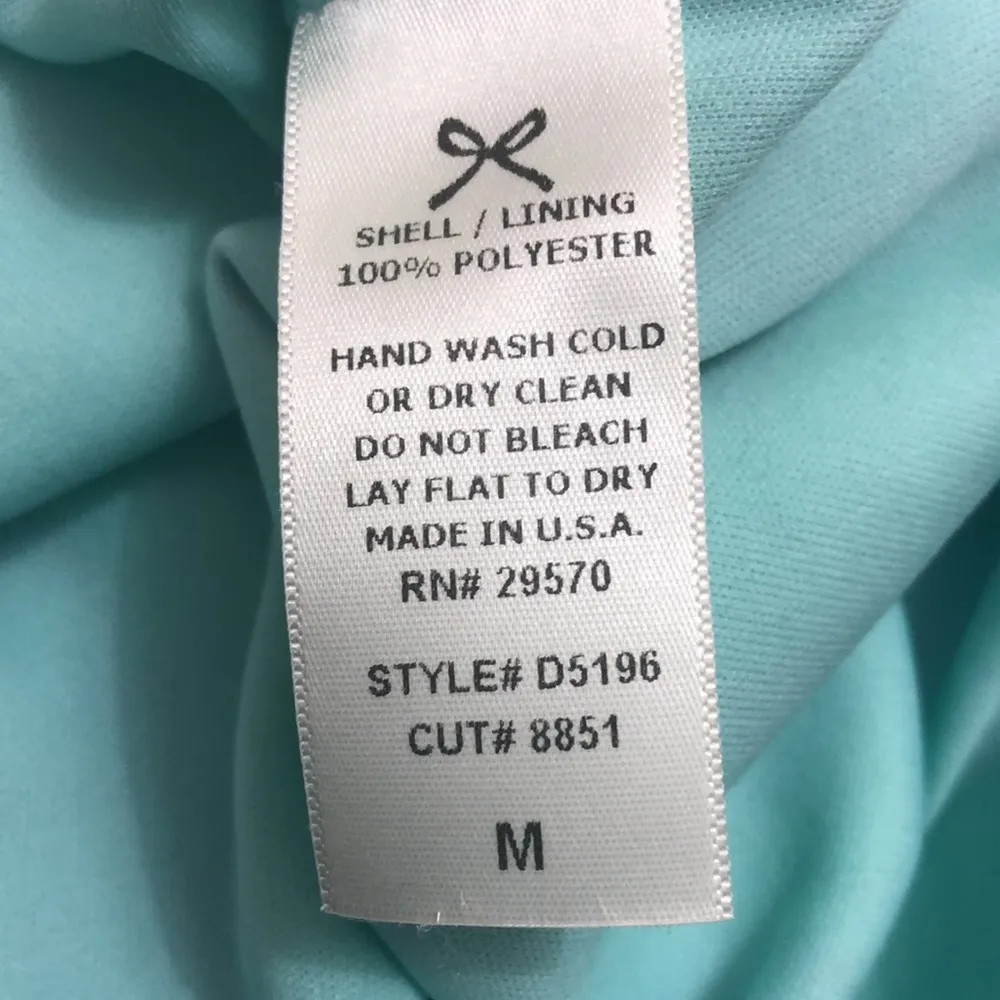 SHELL / LINING
100% POLYESTER
HAND WASH COLD
OR DRY CLEAN
DO NOT BLEACH
LAY FLAT TO DRY
MADE IN U.S.A.
RN# 29570
STYLE# D5196
CUT# 8851
M